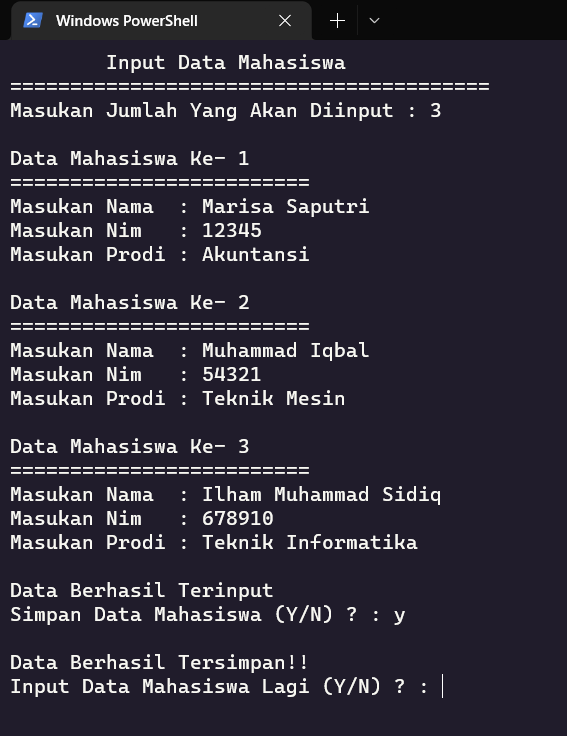 Windows PowerShell
Input Data Mahasiswa
========================================
Masukan Jumlah Yang Akan Diinput : 3
Data Mahasiswa Ke- 1
=========================
Masukan Nama : Marisa Saputri
Masukan Nim : 12345
Masukan Prodi : Akuntansi
Data Mahasiswa Ke- 2
=========================
Masukan Nama : Muhammad Iqbal
Masukan Nim : 54321
Masukan Prodi : Teknik Mesin
Data Mahasiswa Ke- 3
=========================
Masukan Nama : Ilham Muhammad Sidiq
Masukan Nim : 678910
Masukan Prodi : Teknik Informatika
Data Berhasil Terinput
Simpan Data Mahasiswa (Y/N) ? : y
Data Berhasil Tersimpan!!
Input Data Mahasiswa Lagi (Y/N) ? :